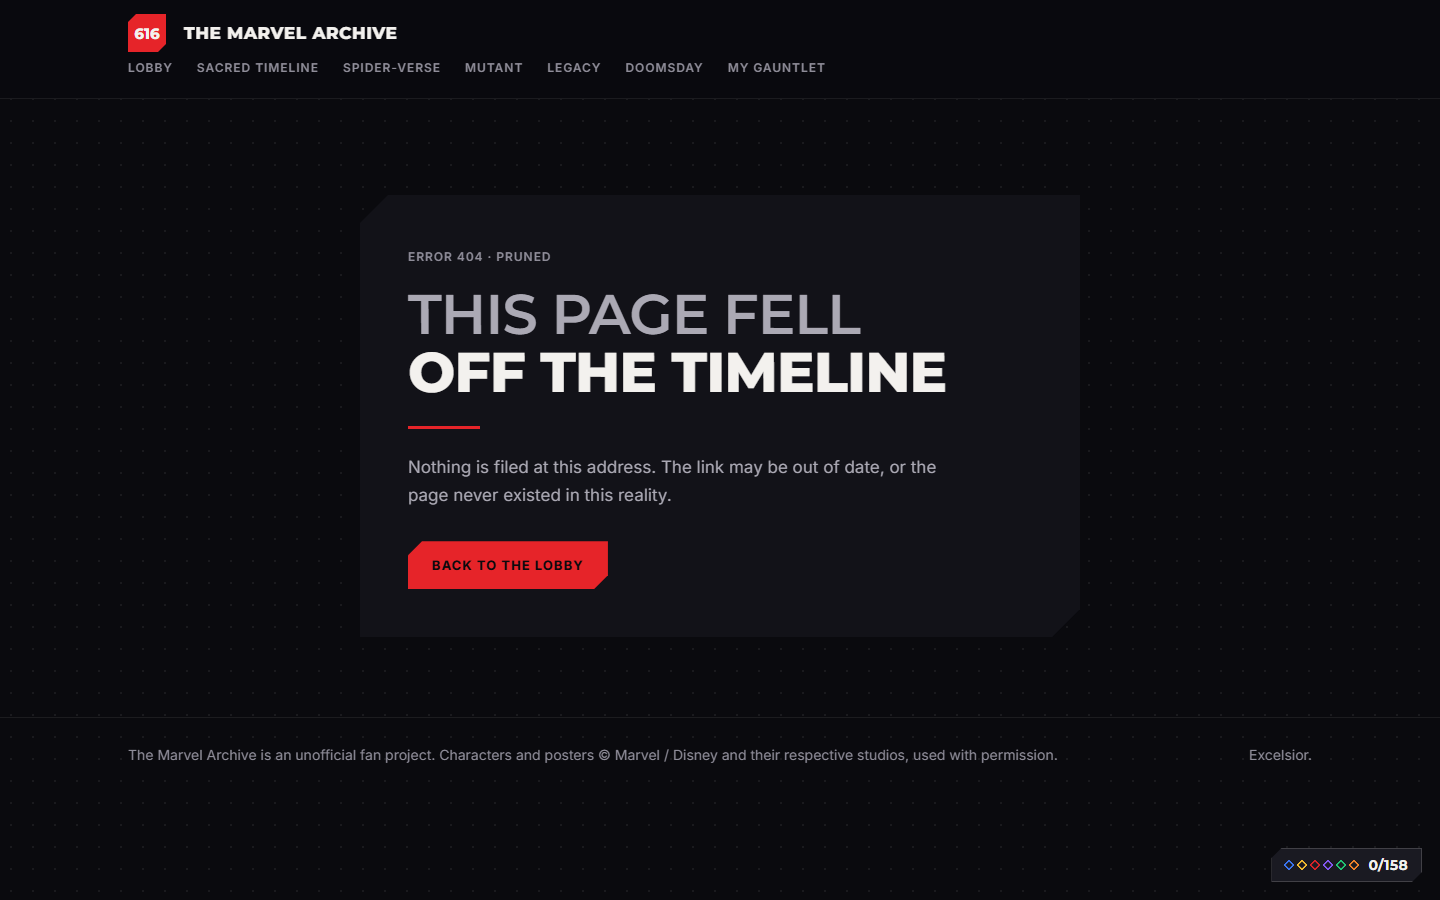 616 THE MARVEL ARCHIVE
LOBBY SACRED TIMELINE SPIDER-VERSE MUTANT LEGACY DOOMSDAY MY GAUNTLET
ERROR 404 · PRUNED
THIS PAGE FELL
OFF THE TIMELINE
Nothing is filed at this address. The link may be out of date, or the
page never existed in this reality.
BACK TO THE LOBBY
The Marvel Archive is an unofficial fan project. Characters and posters © Marvel / Disney and their respective studios, used with permission. Excelsior.
0/158